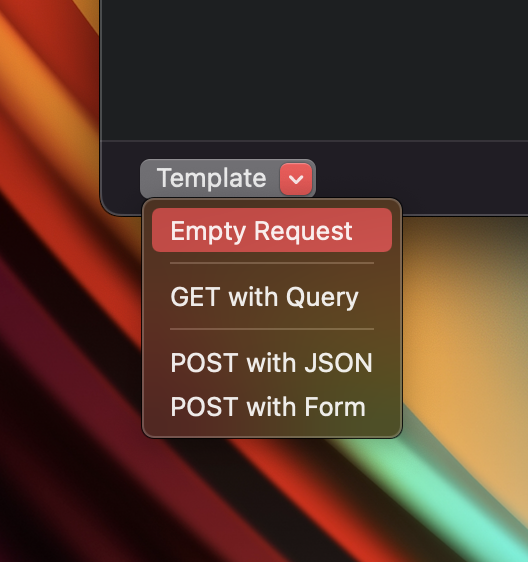 Template
Empty Request
GET with Query
POST with JSON
POST with Form